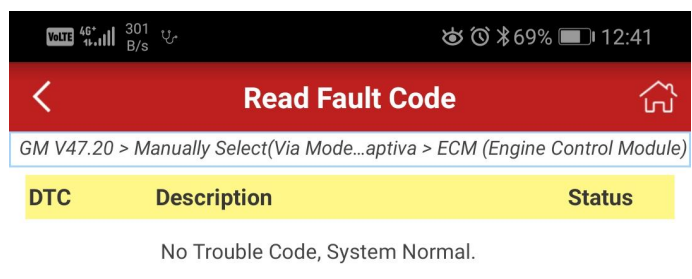 VoLTE 4G+ 301 B/s 69% 12:41
Read Fault Code
GM V47.20 > Manually Select(Via Mode...aptiva > ECM (Engine Control Module)
DTC Description Status
No Trouble Code, System Normal.